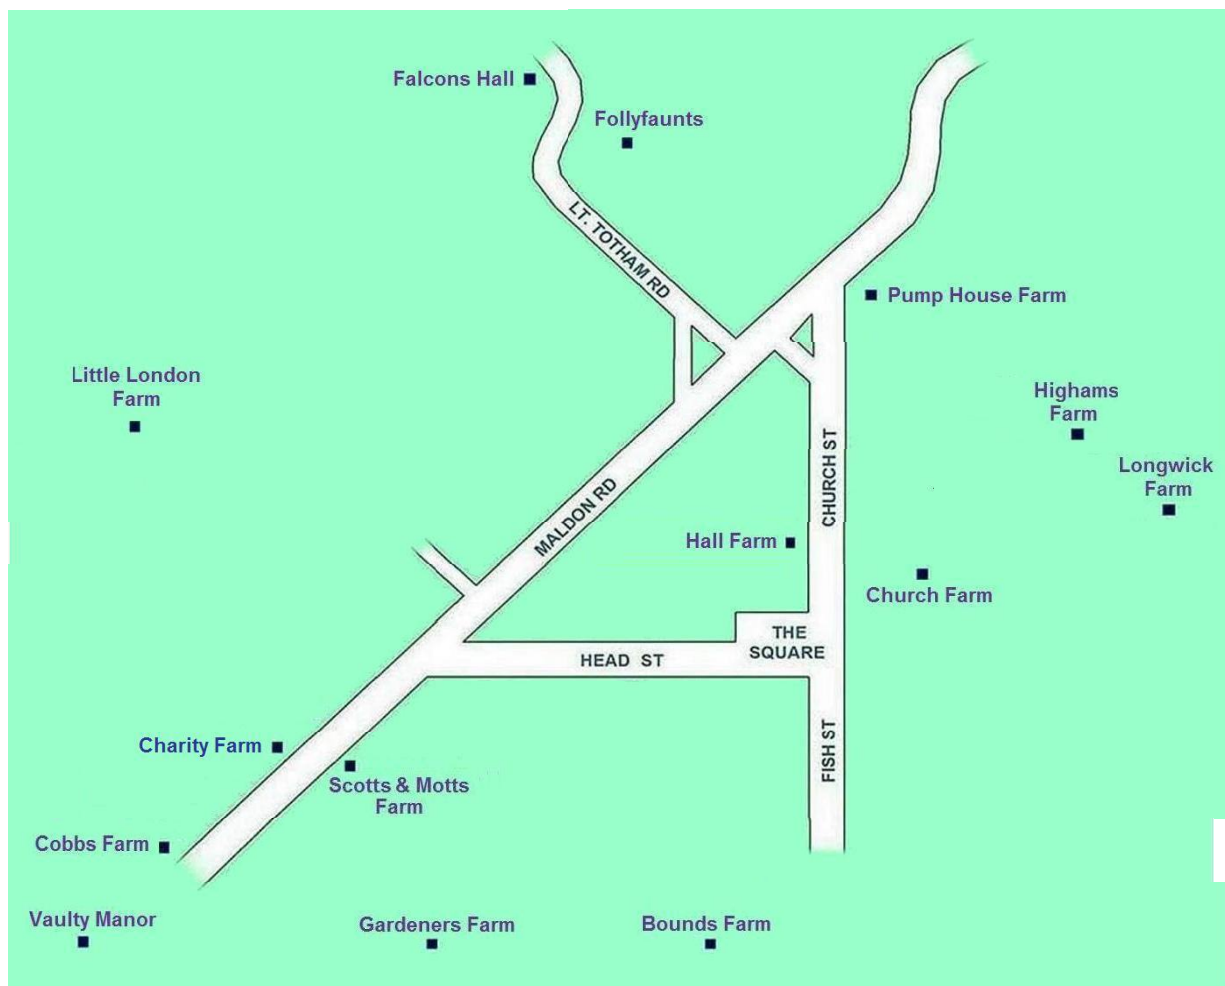 Falcons Hall
Follyfaunts
LT. TOTHAM RD
Pump House Farm
Little London
Farm
Highams
Farm
Longwick
Farm
CHURCH ST
MALDON RD
Hall Farm
Church Farm
THE
SQUARE
HEAD ST
FISH ST
Charity Farm
Scotts & Motts
Farm
Cobbs Farm
Vaulty Manor
Gardeners Farm
Bounds Farm